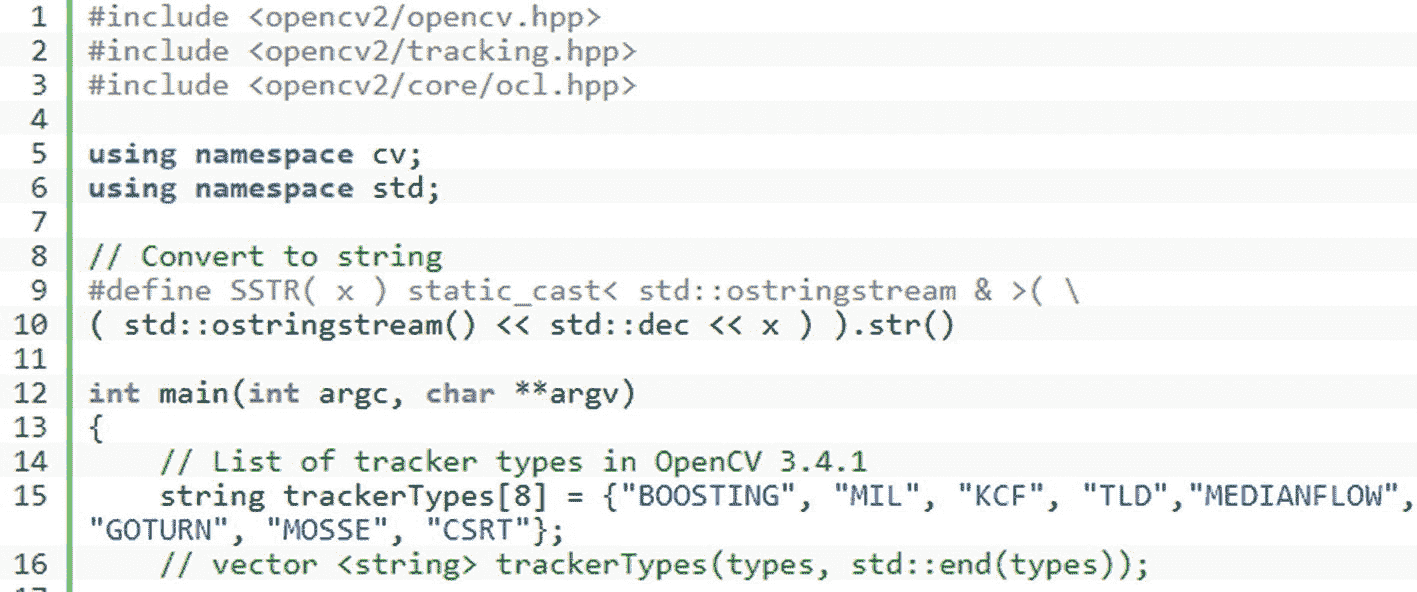 1 #include <opencv2/opencv.hpp>
2 #include <opencv2/tracking.hpp>
3 #include <opencv2/core/ocl.hpp>
4
5 using namespace cv;
6 using namespace std;
7
8 // Convert to string
9 #define SSTR( x ) static_cast< std::ostringstream & >( \
10 ( std::ostringstream() << std::dec << x ) ).str()
11
12 int main(int argc, char **argv)
13 {
14     // List of tracker types in OpenCV 3.4.1
15     string trackerTypes[8] = {"BOOSTING", "MIL", "KCF", "TLD","MEDIANFLOW",
"GOTURN", "MOSSE", "CSRT"};
16     // vector <string> trackerTypes(types, std::end(types));
17